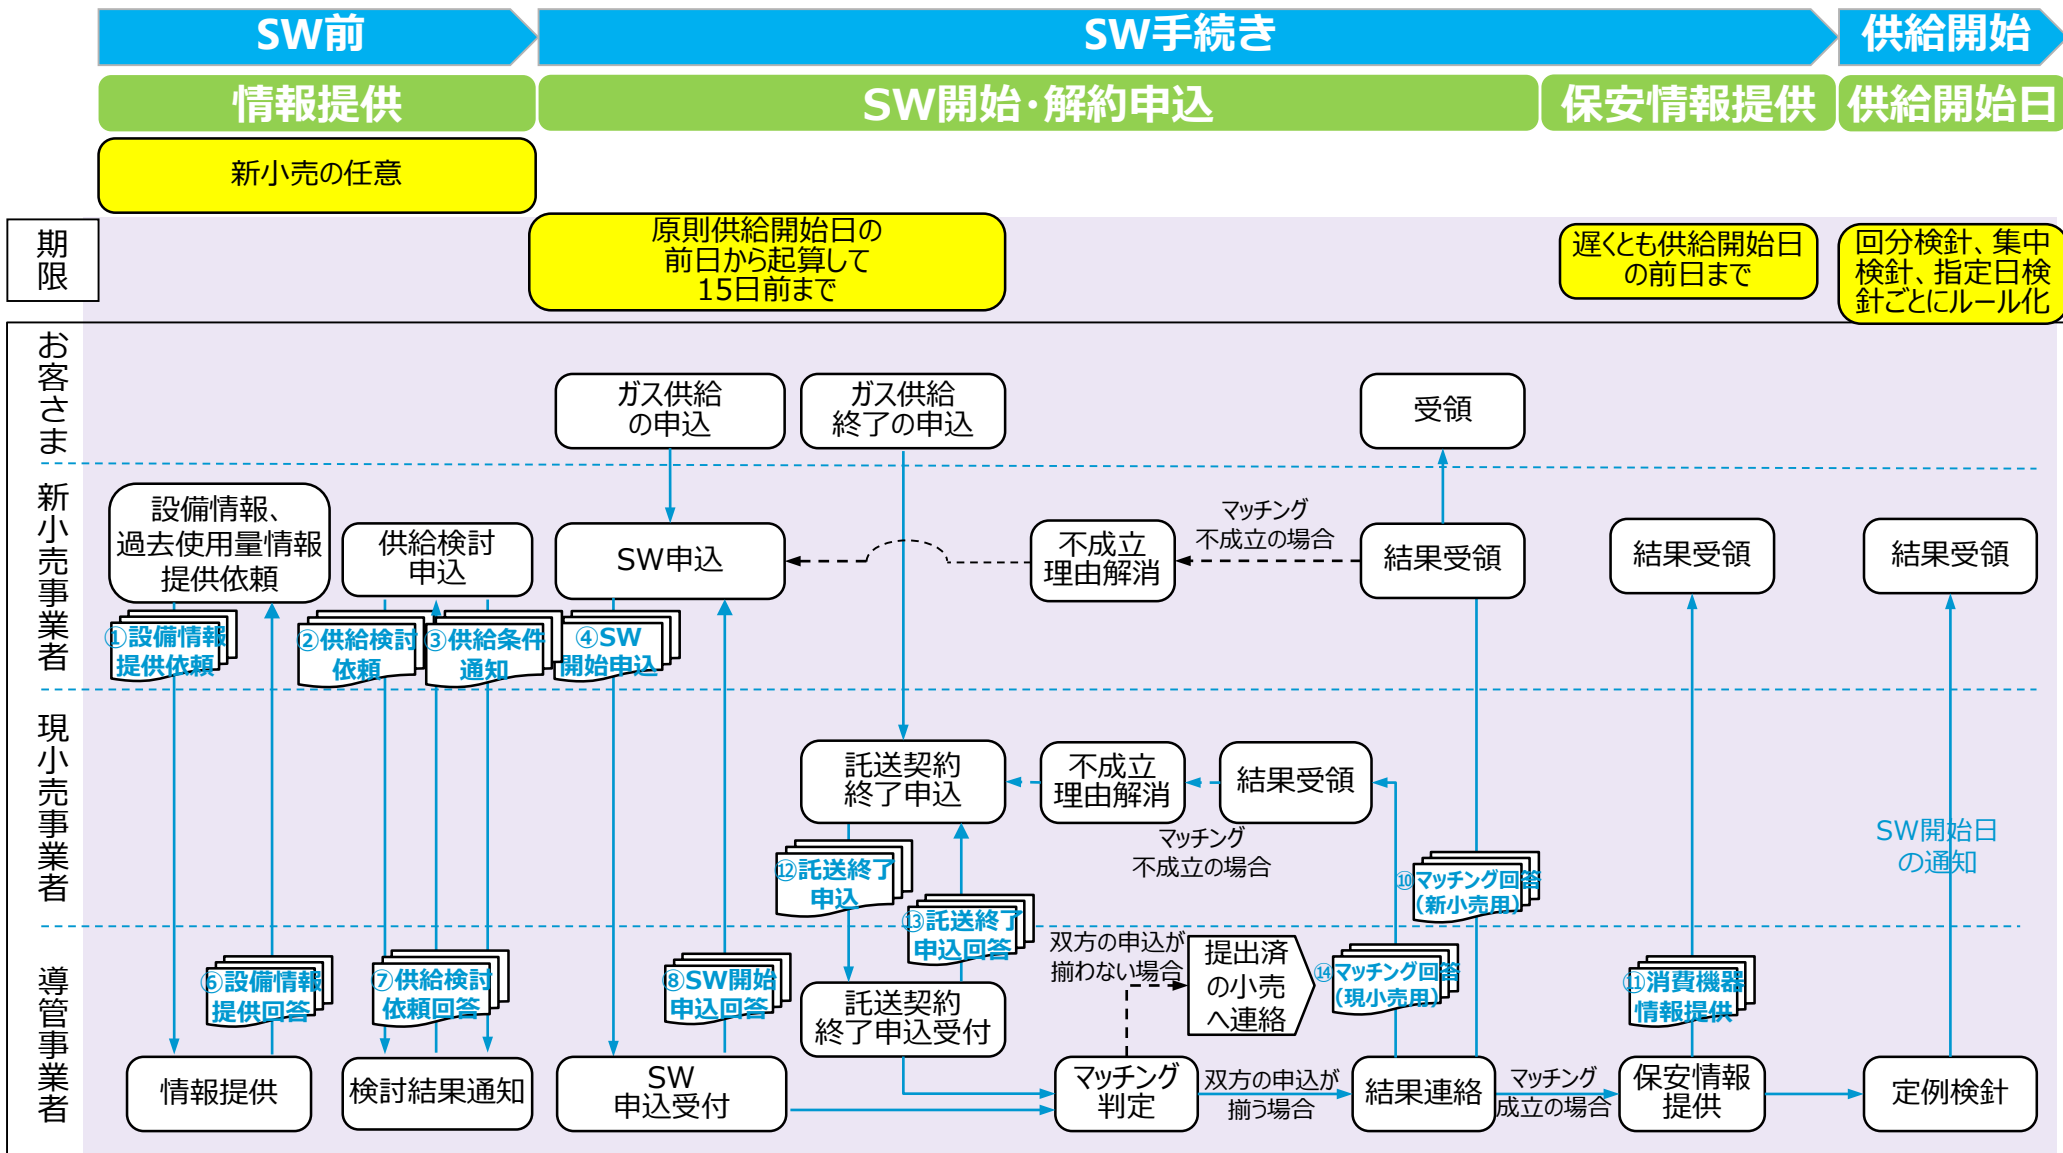 SW前
SW手続き
供給開始
情報提供
SW開始・解約申込
保安情報提供
供給開始日
新小売の任意
期限
原則供給開始日の
前日から起算して
15日前まで
遅くとも供給開始日
の前日まで
回分検針、集中
検針、指定日検
針ごとにルール化
お客さま
ガス供給
の申込
ガス供給
終了の申込
受領
新小売事業者
設備情報、
過去使用量情報
提供依頼
供給検討
申込
SW申込
不成立
理由解消
マッチング
不成立の場合
結果受領
結果受領
結果受領
①設備情報
提供依頼
②供給検討
依頼
③供給条件
通知
④SW
開始申込
現小売事業者
託送契約
終了申込
不成立
理由解消
結果受領
マッチング
不成立の場合
SW開始日
の通知
⑫託送終了
申込
⑬託送終了
申込回答
⑩マッチング回答
（新小売用）
導管事業者
⑥設備情報
提供回答
⑦供給検討
依頼回答
⑧SW開始
申込回答
託送契約
終了申込受付
双方の申込が
揃わない場合
提出済
の小売
へ連絡
⑭マッチング回答
（現小売用）
⑪消費機器
情報提供
情報提供
検討結果通知
SW
申込受付
マッチング
判定
双方の申込が
揃う場合
結果連絡
マッチング
成立の場合
保安情報
提供
定例検針